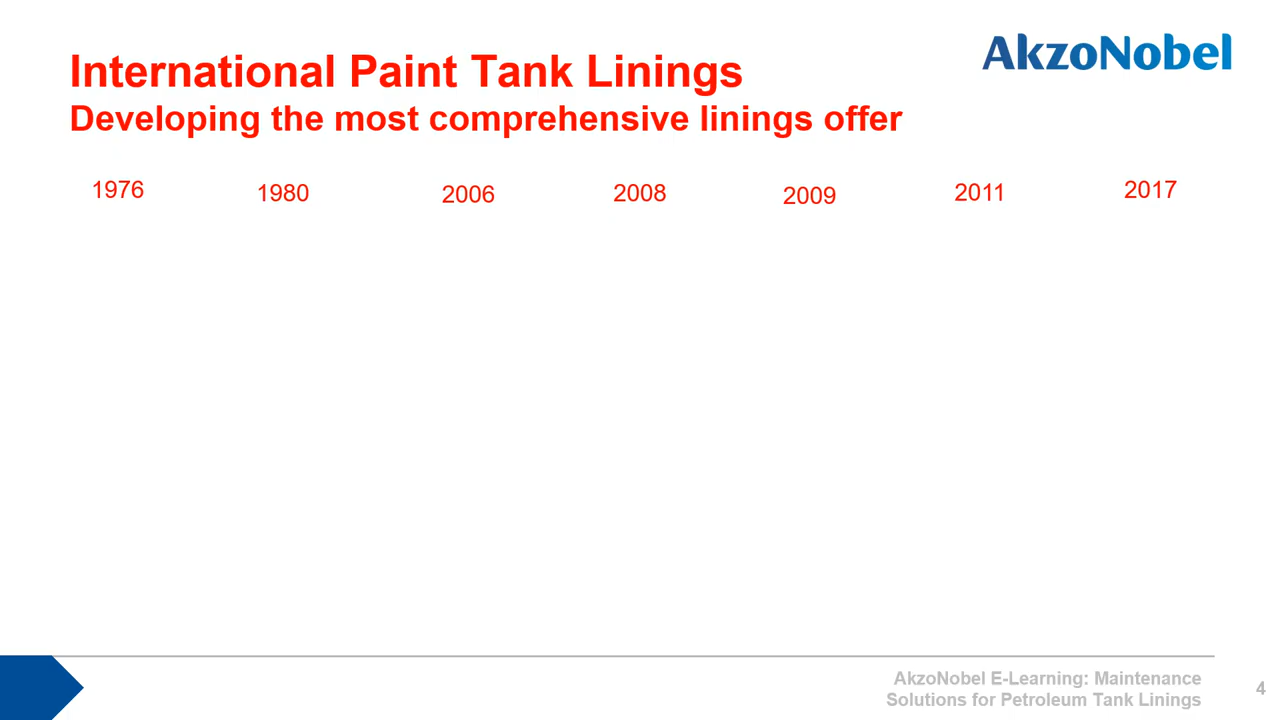 AkzoNobel
International Paint Tank Linings
Developing the most comprehensive linings offer
1976 1980 2006 2008 2009 2011 2017
AkzoNobel E-Learning: Maintenance
Solutions for Petroleum Tank Linings
4